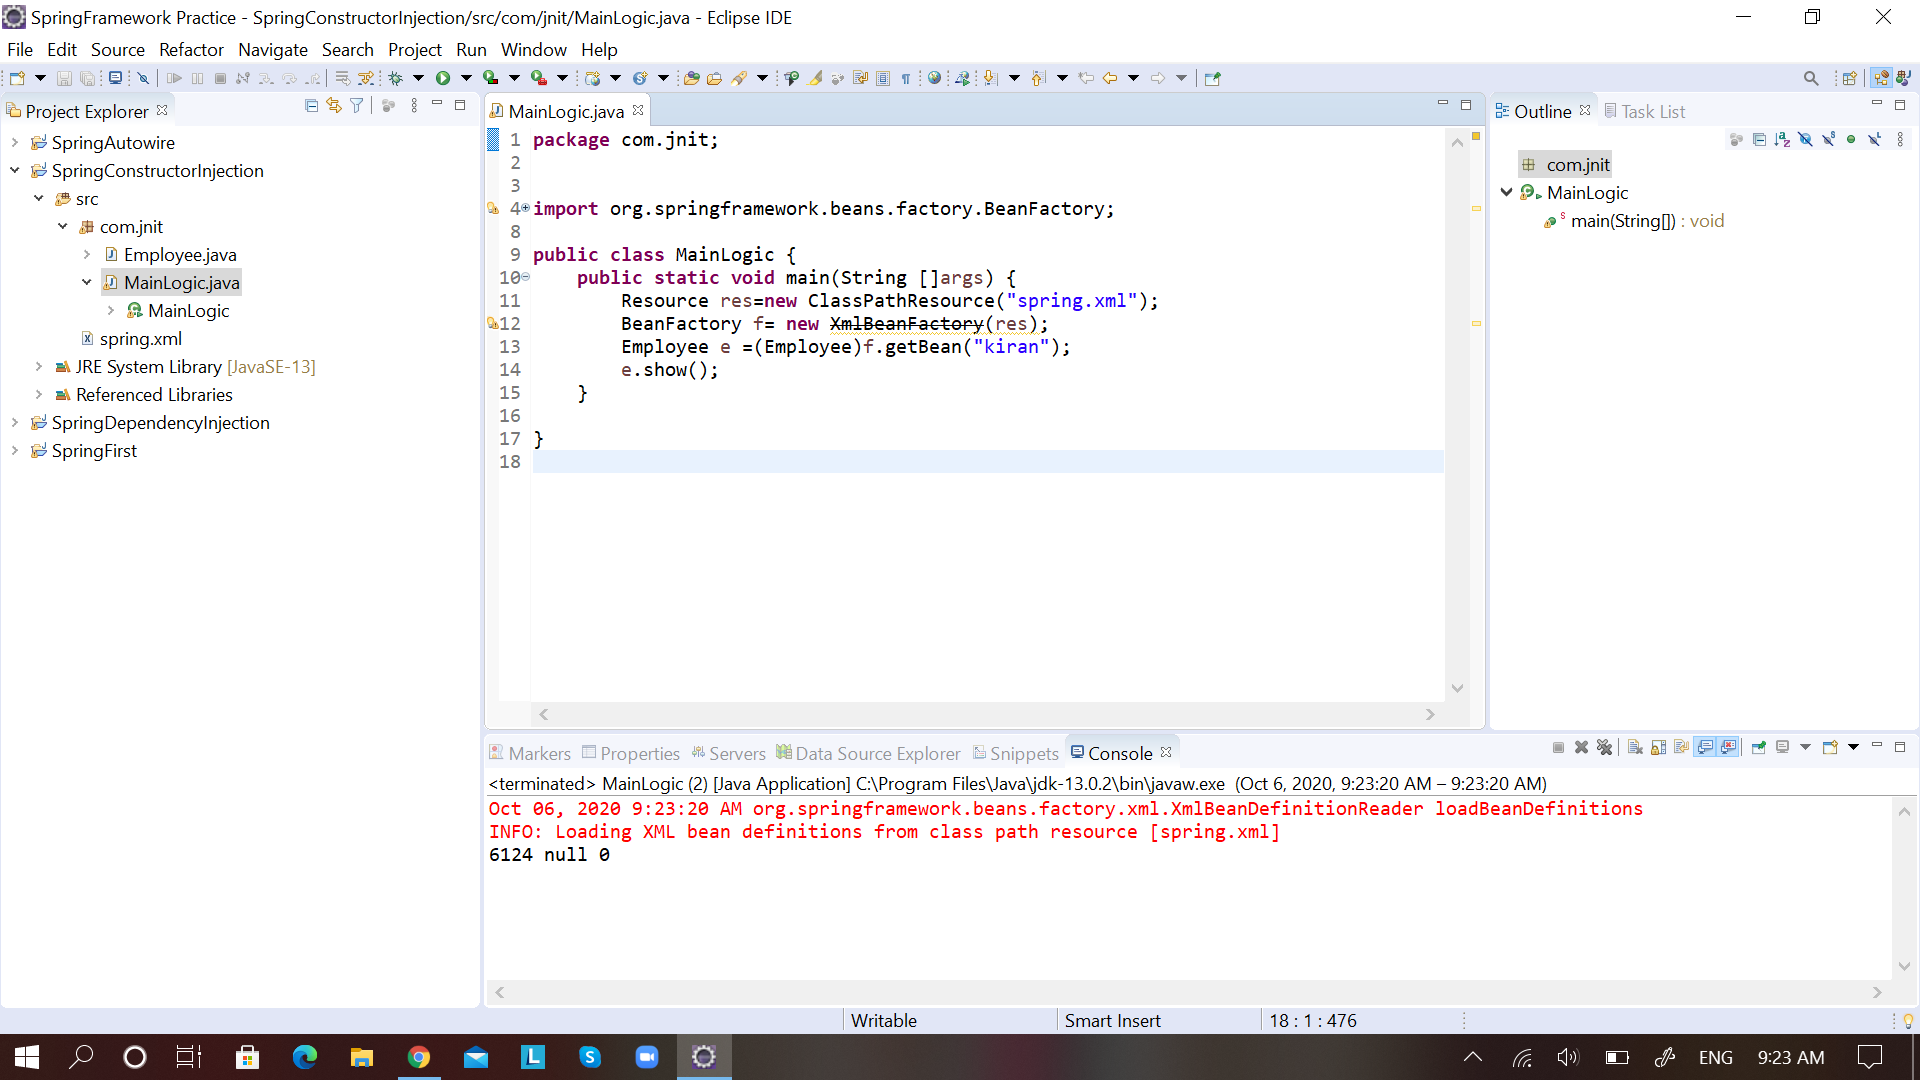 SpringFramework Practice - SpringConstructorInjection/src/com/jnit/MainLogic.java - Eclipse IDE
File Edit Source Refactor Navigate Search Project Run Window Help
Project Explorer
SpringAutowire
SpringConstructorInjection
src
com.jnit
Employee.java
MainLogic.java
MainLogic
spring.xml
JRE System Library [JavaSE-13]
Referenced Libraries
SpringDependencyInjection
SpringFirst
MainLogic.java
1 package com.jnit;
2
3
4 import org.springframework.beans.factory.BeanFactory;
8
9 public class MainLogic {
10 public static void main(String []args) {
11 Resource res=new ClassPathResource("spring.xml");
12 BeanFactory f= new XmlBeanFactory(res);
13 Employee e =(Employee)f.getBean("kiran");
14 e.show();
15 }
16
17 }
18
Outline Task List
com.jnit
MainLogic
main(String[]) : void
Markers Properties Servers Data Source Explorer Snippets Console
<terminated> MainLogic (2) [Java Application] C:\Program Files\Java\jdk-13.0.2\bin\javaw.exe (Oct 6, 2020, 9:23:20 AM – 9:23:20 AM)
Oct 06, 2020 9:23:20 AM org.springframework.beans.factory.xml.XmlBeanDefinitionReader loadBeanDefinitions
INFO: Loading XML bean definitions from class path resource [spring.xml]
6124 null 0
Writable Smart Insert 18 : 1 : 476
ENG 9:23 AM